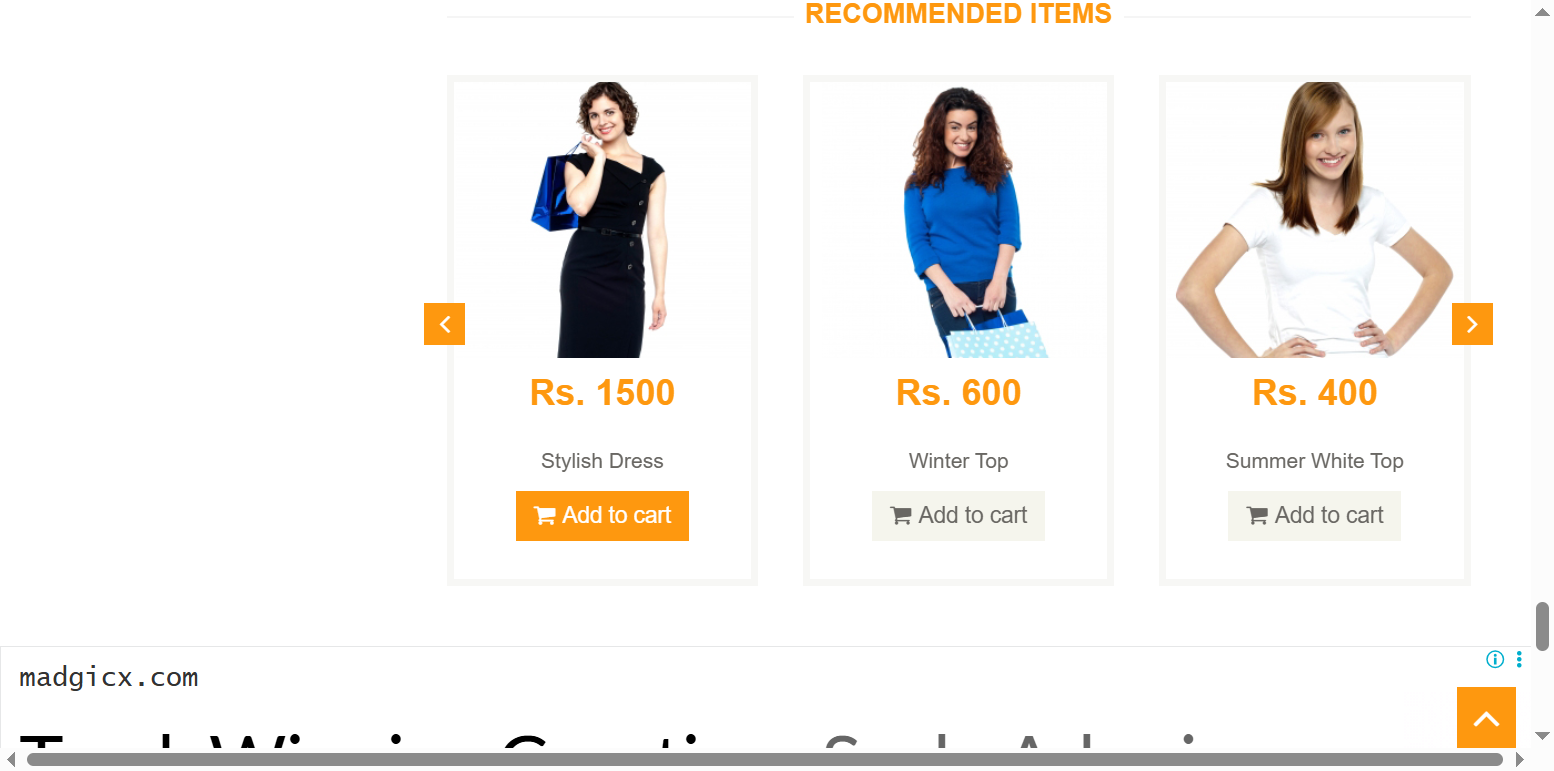 RECOMMENDED ITEMS
Rs. 1500
Rs. 600
Rs. 400
Stylish Dress
Winter Top
Summer White Top
Add to cart
Add to cart
Add to cart
madgicx.com